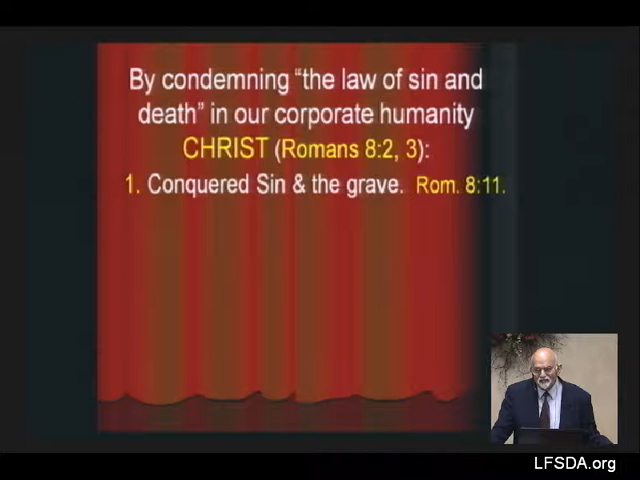 By condemning “the law of sin and
death” in our corporate humanity
CHRIST (Romans 8:2, 3):
1. Conquered Sin & the grave. Rom. 8:11.
LFSDA.org